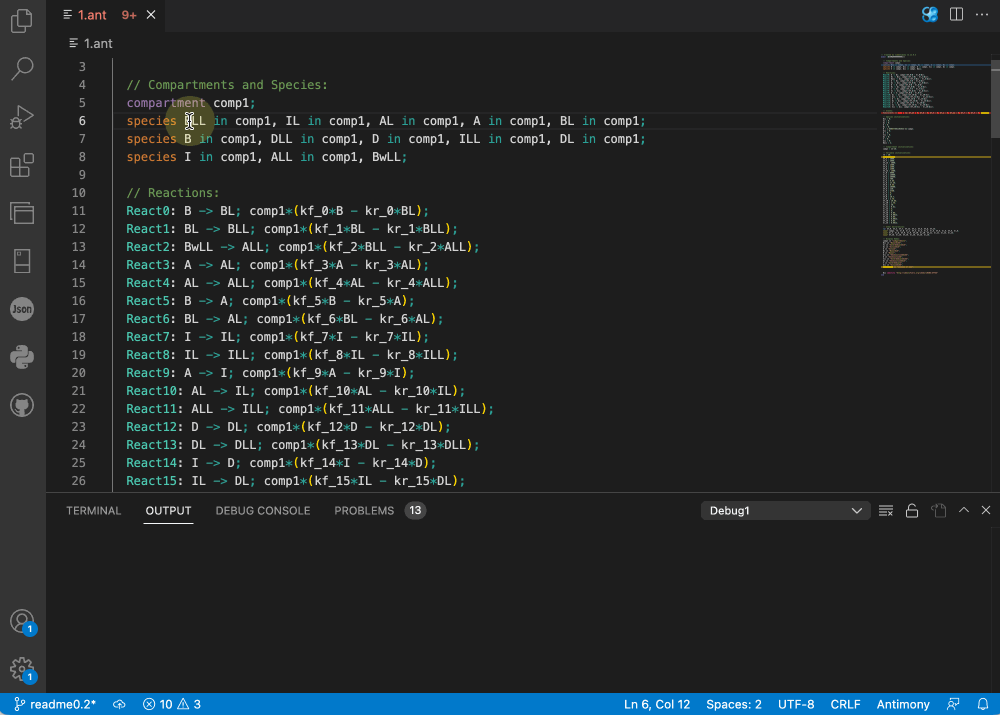 1.ant 9+
1.ant
3
4 // Compartments and Species:
5 compartment comp1;
6 species BLL in comp1, IL in comp1, AL in comp1, A in comp1, BL in comp1;
7 species B in comp1, DLL in comp1, D in comp1, ILL in comp1, DL in comp1;
8 species I in comp1, ALL in comp1, BwLL;
9
10 // Reactions:
11 React0: B -> BL; comp1*(kf_0*B - kr_0*BL);
12 React1: BL -> BLL; comp1*(kf_1*BL - kr_1*BLL);
13 React2: BwLL -> ALL; comp1*(kf_2*BLL - kr_2*ALL);
14 React3: A -> AL; comp1*(kf_3*A - kr_3*AL);
15 React4: AL -> ALL; comp1*(kf_4*AL - kr_4*ALL);
16 React5: B -> A; comp1*(kf_5*B - kr_5*A);
17 React6: BL -> AL; comp1*(kf_6*BL - kr_6*AL);
18 React7: I -> IL; comp1*(kf_7*I - kr_7*IL);
19 React8: IL -> ILL; comp1*(kf_8*IL - kr_8*ILL);
20 React9: A -> I; comp1*(kf_9*A - kr_9*I);
21 React10: AL -> IL; comp1*(kf_10*AL - kr_10*IL);
22 React11: ALL -> ILL; comp1*(kf_11*ALL - kr_11*ILL);
23 React12: D -> DL; comp1*(kf_12*D - kr_12*DL);
24 React13: DL -> DLL; comp1*(kf_13*DL - kr_13*DLL);
25 React14: I -> D; comp1*(kf_14*I - kr_14*D);
26 React15: IL -> DL; comp1*(kf_15*IL - kr_15*DL);
Json
TERMINAL OUTPUT DEBUG CONSOLE PROBLEMS 13 Debug1
1
1
readme0.2* 10 3 Ln 6, Col 12 Spaces: 2 UTF-8 CRLF Antimony